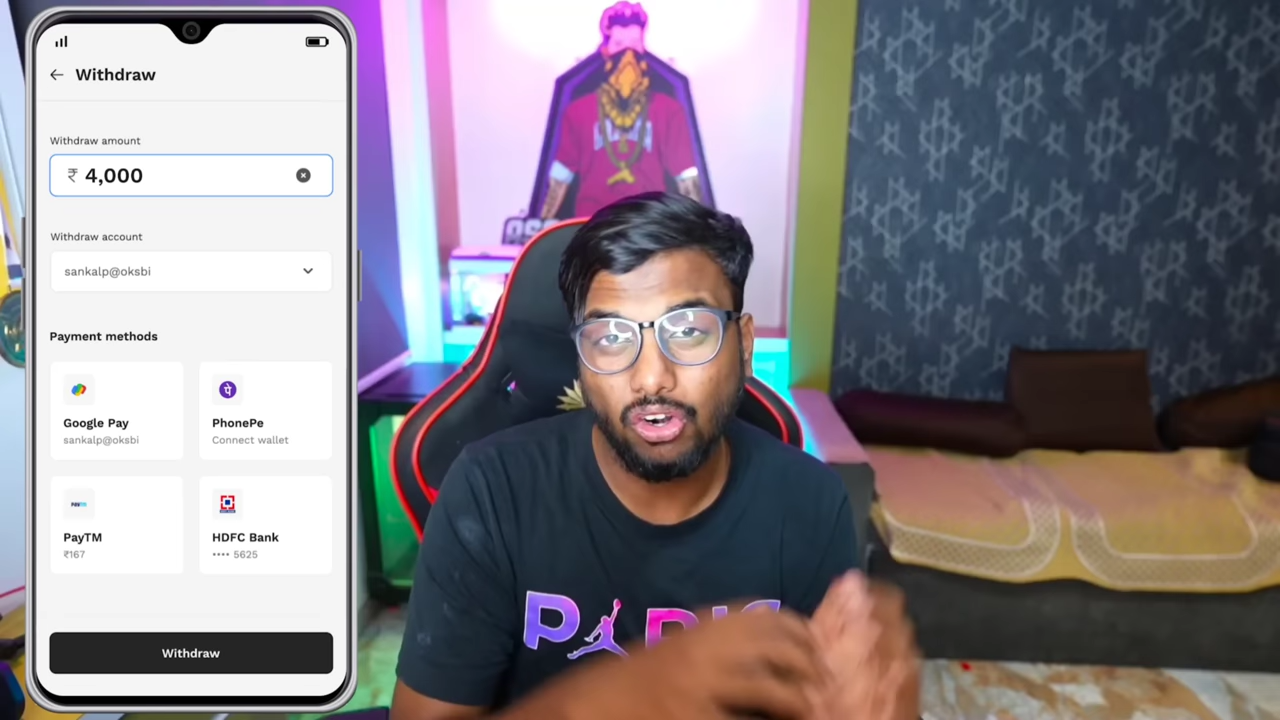 Withdraw
Withdraw amount
₹ 4,000
Withdraw account
sankalp@oksbi
Payment methods
Google Pay
sankalp@oksbi
PhonePe
Connect wallet
PayTM
₹167
HDFC Bank
•••• 5625
Withdraw